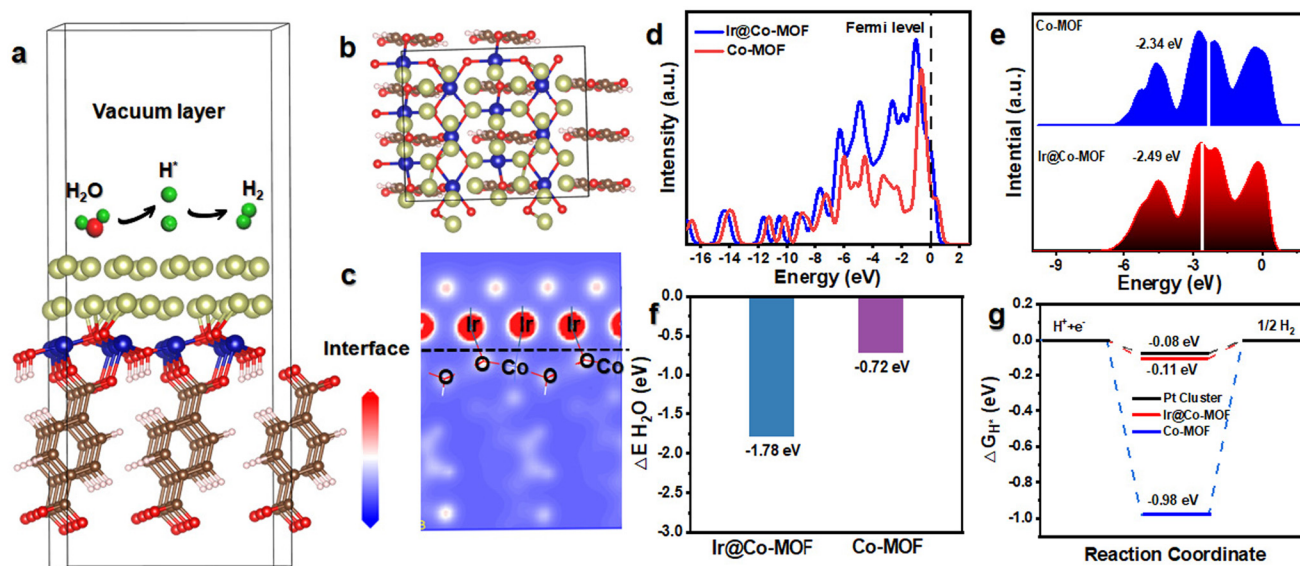 a
Vacuum layer
H2O
H*
H2
Interface
b
c
Ir
Ir
Ir
O
Co
O
Co
O
O
d
Ir@Co-MOF
Co-MOF
Fermi level
Intensity (a.u.)
-16 -14 -12 -10 -8 -6 -4 -2 0 2
Energy (eV)
e
Co-MOF
-2.34 eV
Ir@Co-MOF
-2.49 eV
Intential (a.u.)
-9 -6 -3 0
Energy (eV)
f
0.0
-0.5
-1.0
-1.5
-2.0
-2.5
-3.0
△E H2O (eV)
-1.78 eV
-0.72 eV
Ir@Co-MOF Co-MOF
g
0.2
0.0
-0.2
-0.4
-0.6
-0.8
-1.0
△GH* (eV)
H++e-
1/2 H2
-0.08 eV
-0.11 eV
Pt Cluster
Ir@Co-MOF
Co-MOF
-0.98 eV
Reaction Coordinate